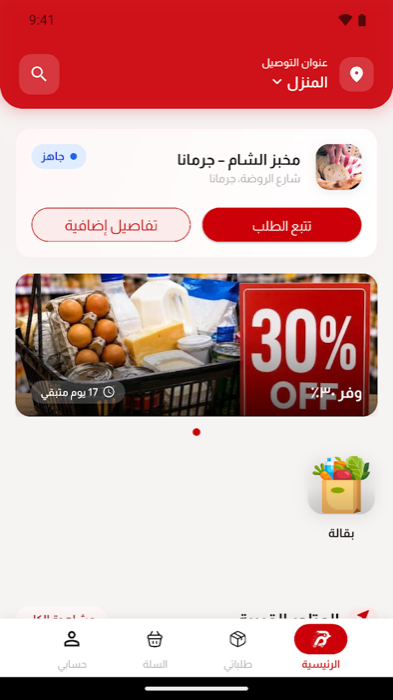 9:41
عنوان التوصيل
المنزل
مخبز الشام – جرمانا
شارع الروضة، جرمانا
جاهز
تتبع الطلب
تفاصيل إضافية
30%
OFF
وفر ٣٠٪
17 يوم متبقي
بقالة
الرئيسية
طلباتي
السلة
حسابي